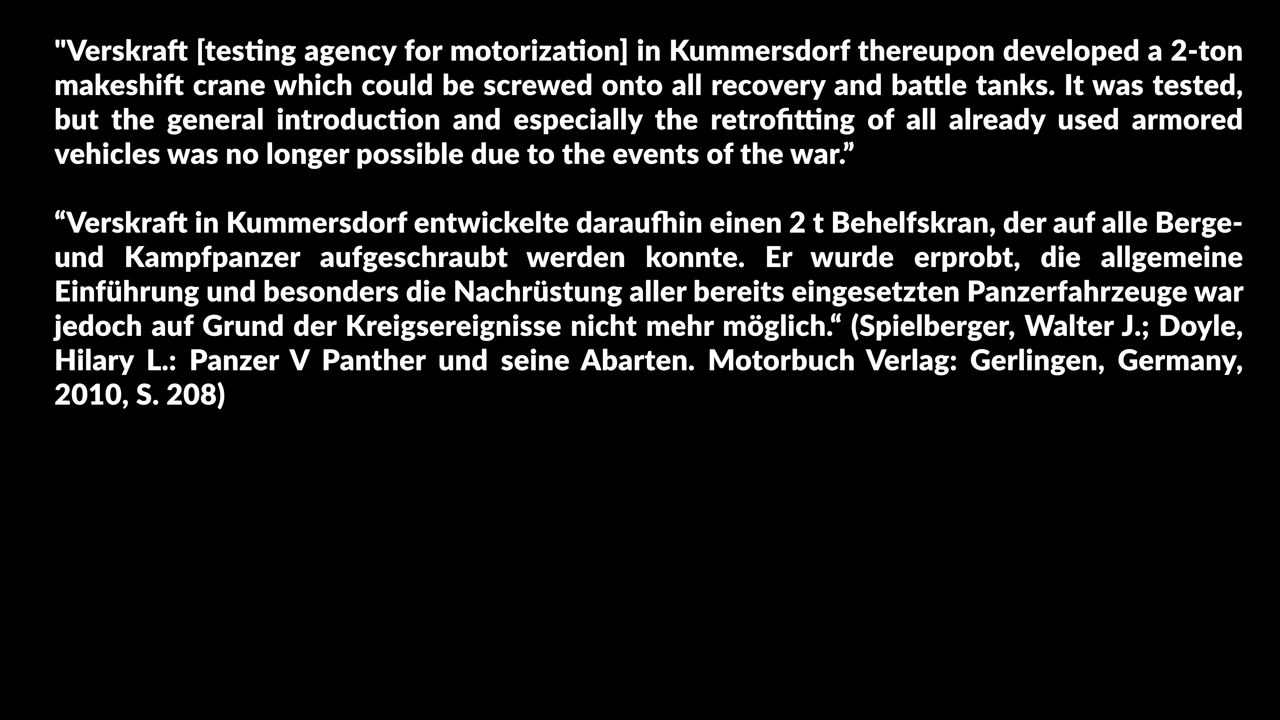 "Verskraft [testing agency for motorization] in Kummersdorf thereupon developed a 2-ton
makeshift crane which could be screwed onto all recovery and battle tanks. It was tested,
but the general introduction and especially the retrofitting of all already used armored
vehicles was no longer possible due to the events of the war.”
“Verskraft in Kummersdorf entwickelte daraufhin einen 2 t Behelfskran, der auf alle Berge-
und Kampfpanzer aufgeschraubt werden konnte. Er wurde erprobt, die allgemeine
Einführung und besonders die Nachrüstung aller bereits eingesetzten Panzerfahrzeuge war
jedoch auf Grund der Kreigsereignisse nicht mehr möglich.“ (Spielberger, Walter J.; Doyle,
Hilary L.: Panzer V Panther und seine Abarten. Motorbuch Verlag: Gerlingen, Germany,
2010, S. 208)